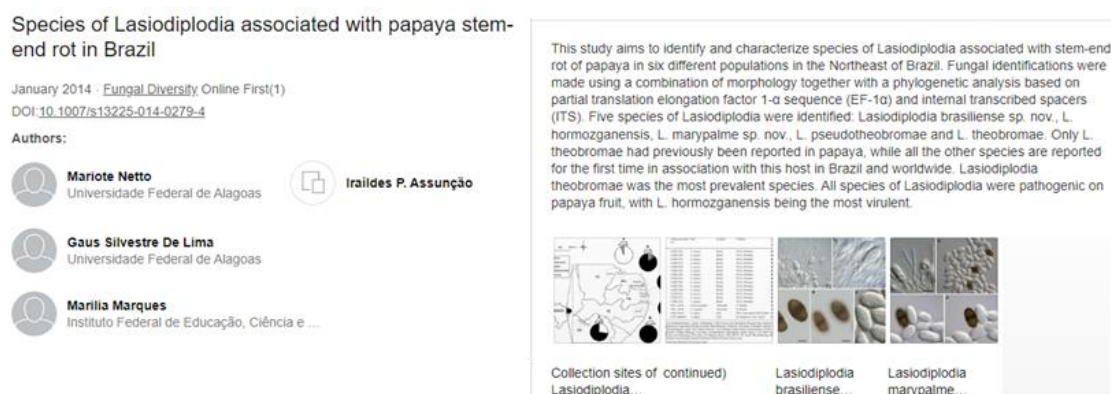 Species of Lasiodiplodia associated with papaya stem-
end rot in Brazil
January 2014 · Fungal Diversity Online First(1)
DOI:10.1007/s13225-014-0279-4
Authors:
Mariote Netto
Universidade Federal de Alagoas
Iraildes P. Assunção
Gaus Silvestre De Lima
Universidade Federal de Alagoas
Marilia Marques
Instituto Federal de Educação, Ciência e ...
This study aims to identify and characterize species of Lasiodiplodia associated with stem-end
rot of papaya in six different populations in the Northeast of Brazil. Fungal identifications were
made using a combination of morphology together with a phylogenetic analysis based on
partial translation elongation factor 1-α sequence (EF-1α) and internal transcribed spacers
(ITS). Five species of Lasiodiplodia were identified: Lasiodiplodia brasiliense sp. nov., L.
hormozganensis, L. marypalme sp. nov., L. pseudotheobromae and L. theobromae. Only L.
theobromae had previously been reported in papaya, while all the other species are reported
for the first time in association with this host in Brazil and worldwide. Lasiodiplodia
theobromae was the most prevalent species. All species of Lasiodiplodia were pathogenic on
papaya fruit, with L. hormozganensis being the most virulent.
Collection sites of
Lasiodiplodia...
continued)
Lasiodiplodia
brasiliense...
Lasiodiplodia
marypalme...